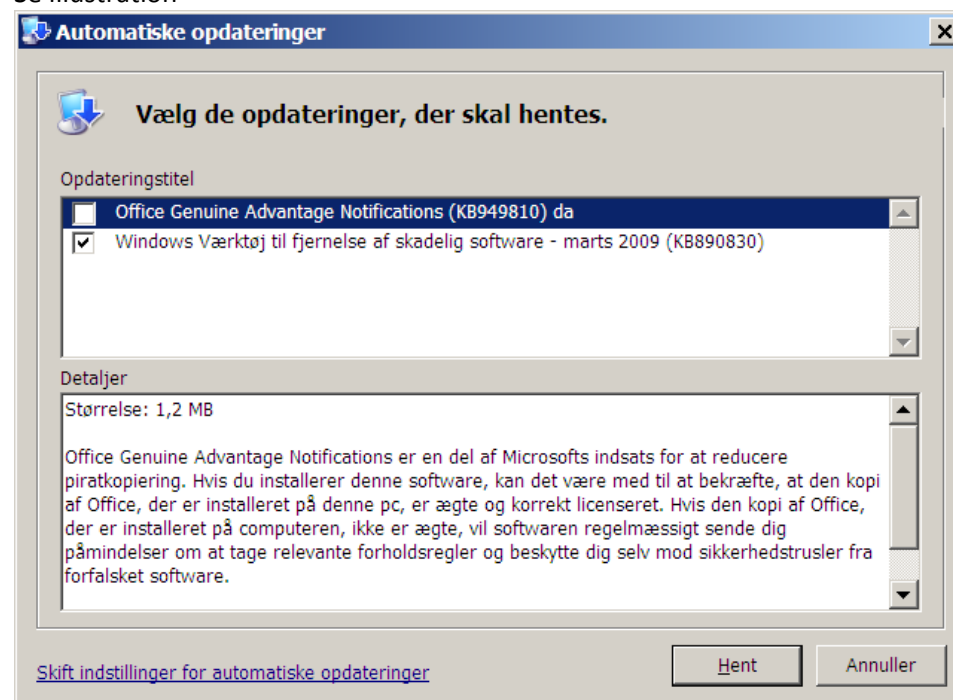 Automatiske opdateringer
Vælg de opdateringer, der skal hentes.
Opdateringstitel
Office Genuine Advantage Notifications (KB949810) da
Windows Værktøj til fjernelse af skadelig software - marts 2009 (KB890830)
Detaljer
Størrelse: 1,2 MB
Office Genuine Advantage Notifications er en del af Microsofts indsats for at reducere
piratkopiering. Hvis du installerer denne software, kan det være med til at bekræfte, at den kopi
af Office, der er installeret på denne pc, er ægte og korrekt licenseret. Hvis den kopi af Office,
der er installeret på computeren, ikke er ægte, vil softwaren regelmæssigt sende dig
påmindelser om at tage relevante forholdsregler og beskytte dig selv mod sikkerhedstrusler fra
forfalsket software.
Skift indstillinger for automatiske opdateringer
Hent
Annuller